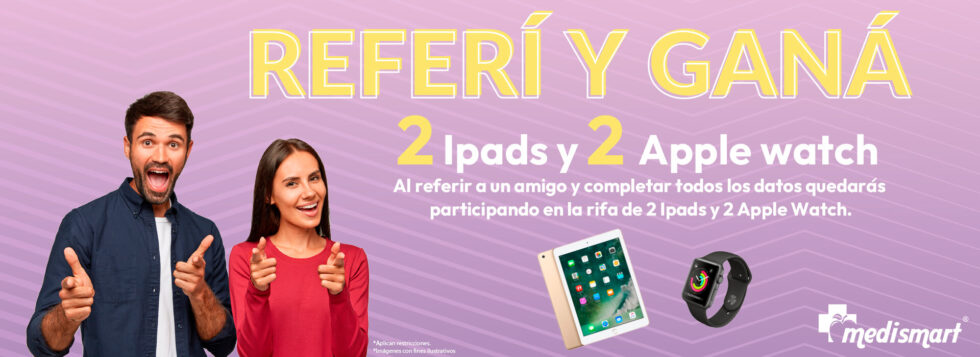 REFERÍ Y GANÁ
2 Ipads y 2 Apple watch
Al referir a un amigo y completar todos los datos quedarás
participando en la rifa de 2 Ipads y 2 Apple Watch.
medismart®
*Aplican restricciones.
*Imágenes con fines ilustrativos